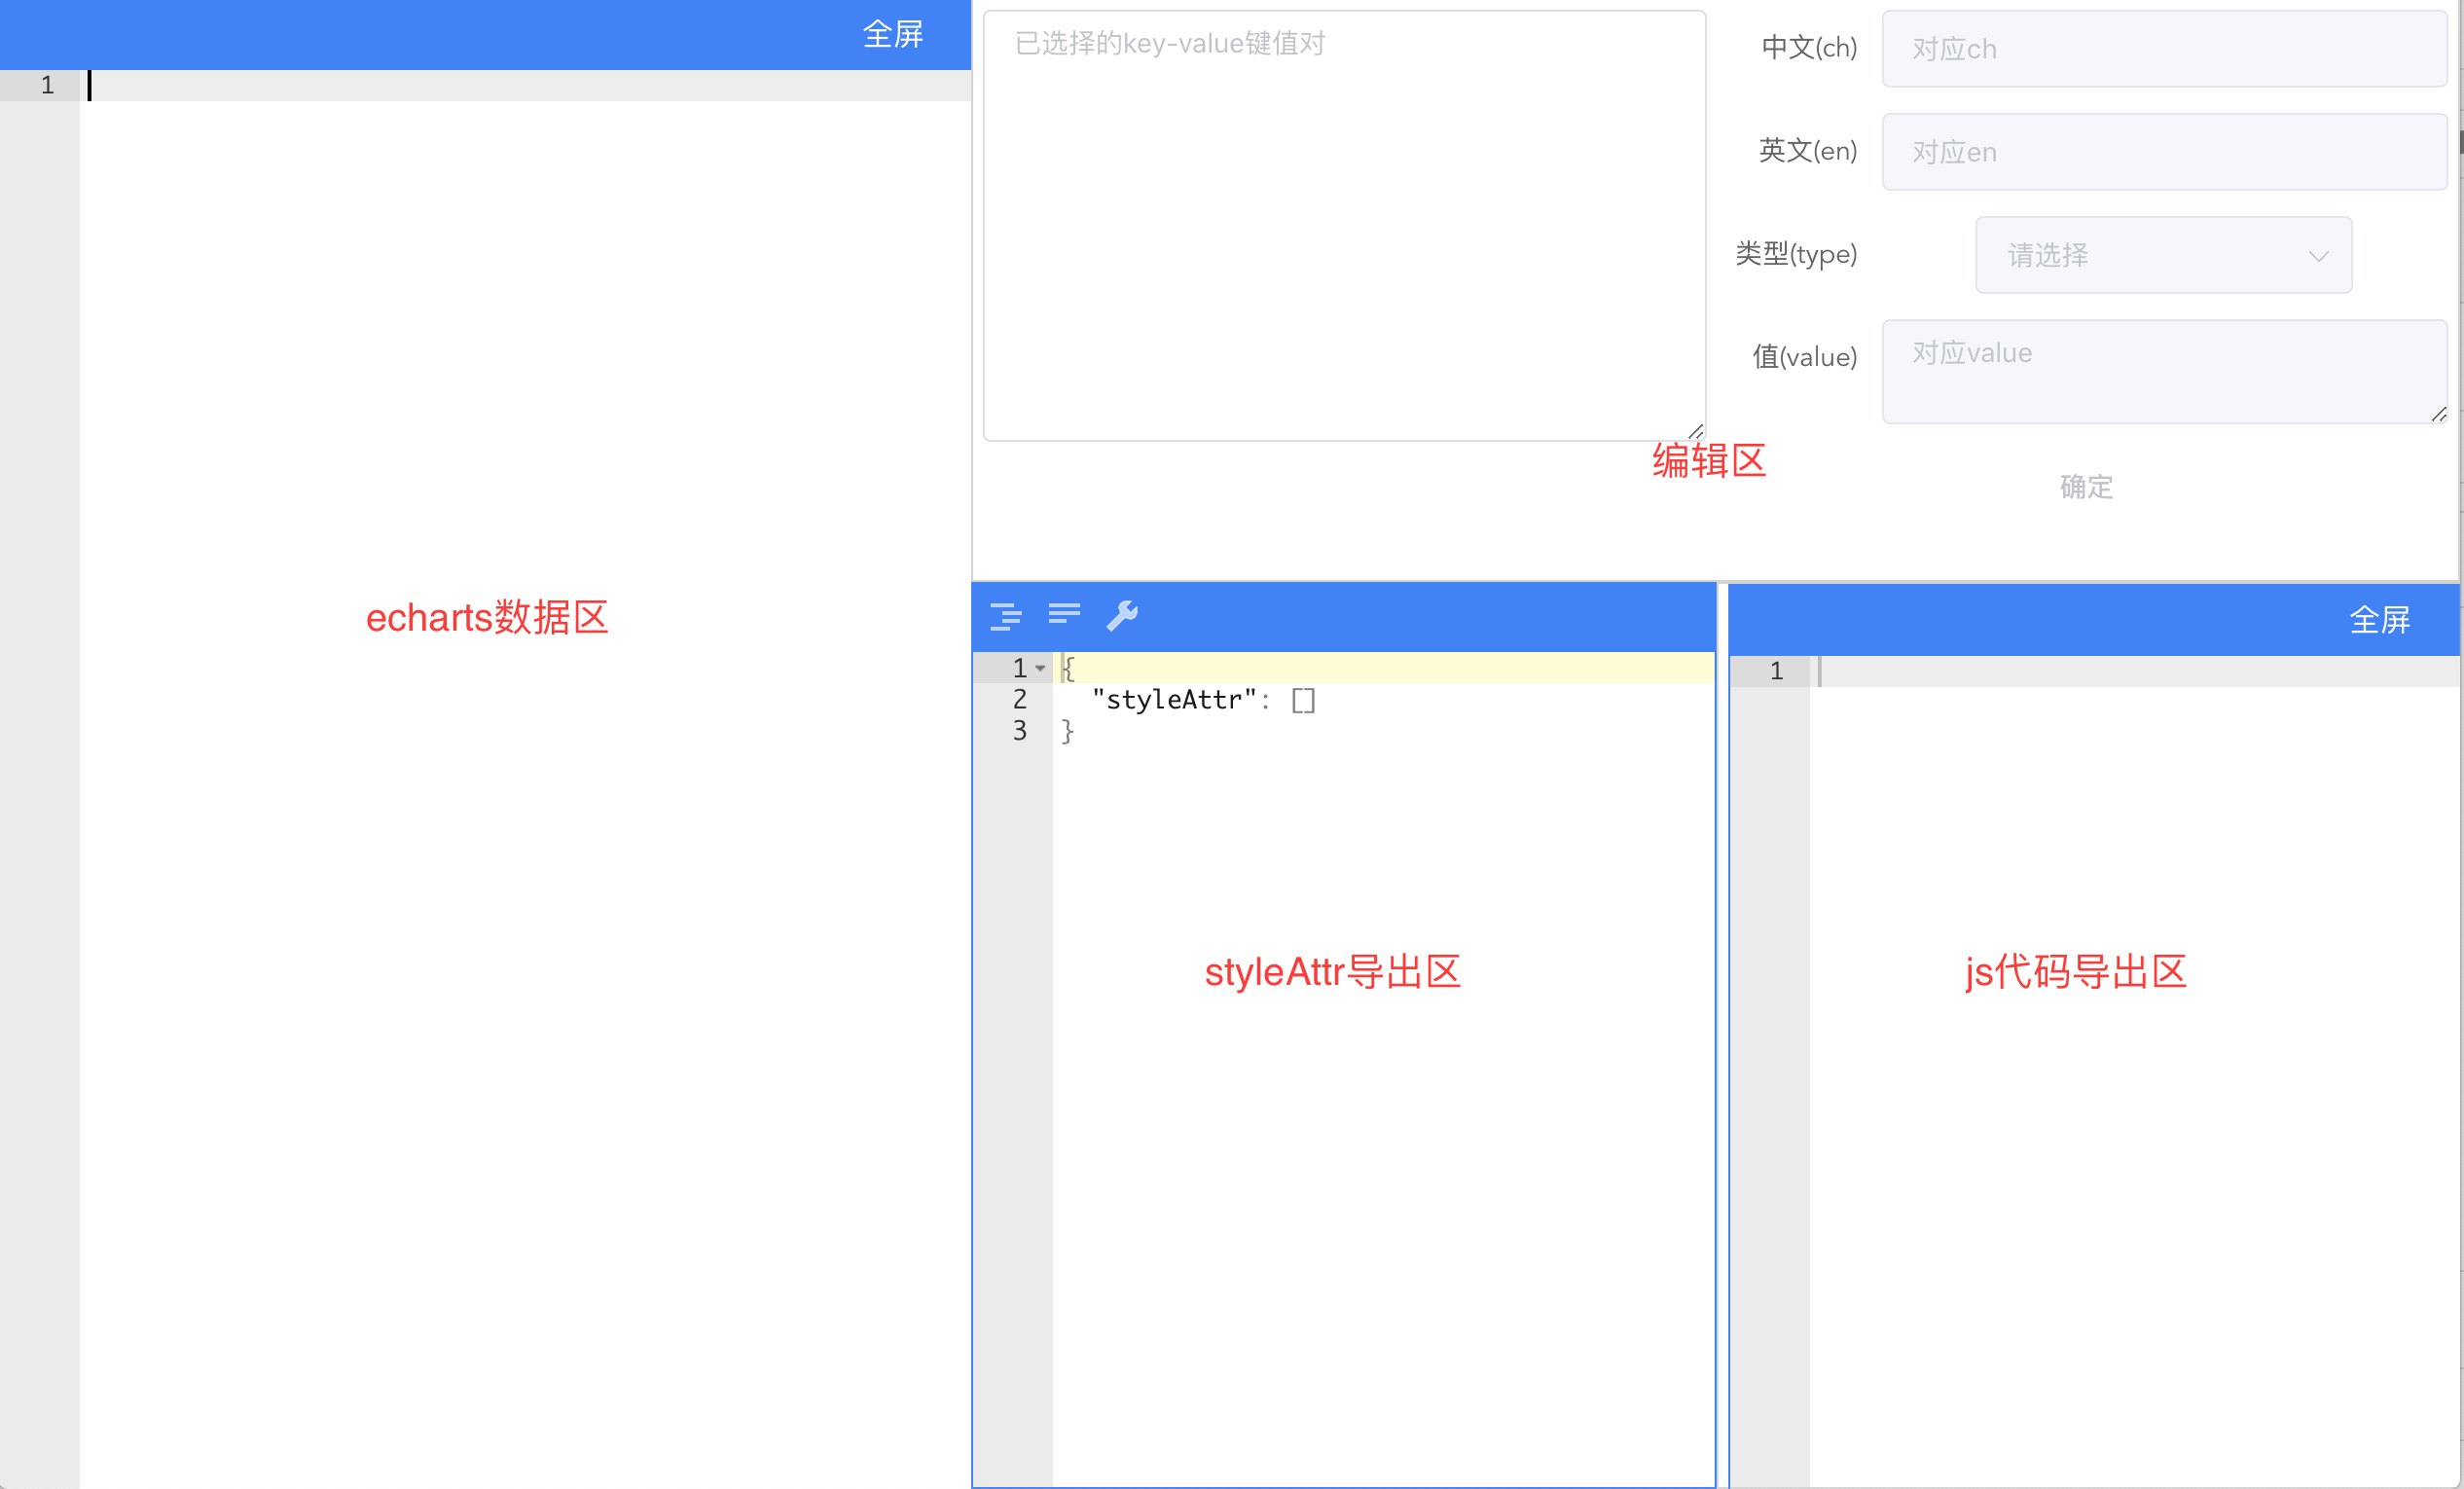 全屏
1
echarts数据区
已选择的key-value键值对
中文(ch)
对应ch
英文(en)
对应en
类型(type)
请选择
值(value)
对应value
编辑区
确定
1
{
2
"styleAttr": []
3
}
styleAttr导出区
全屏
1
js代码导出区